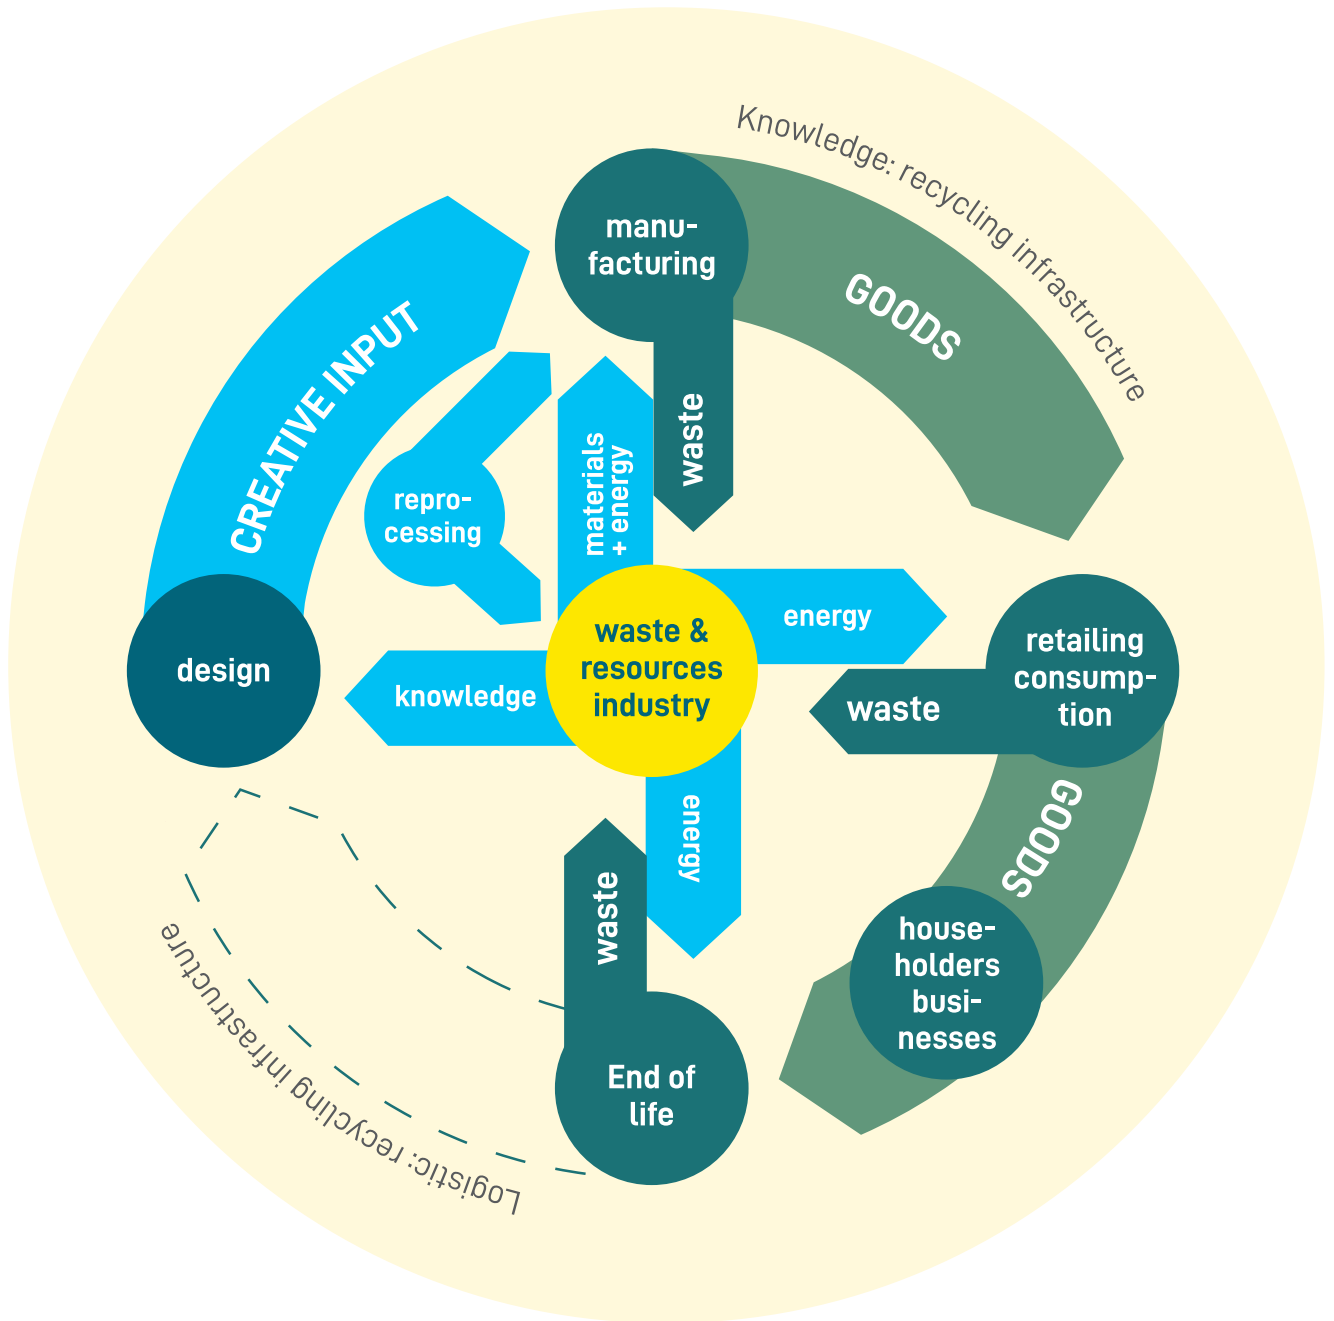 Knowledge: recycling infrastructure
manu-
facturing
GOODS
CREATIVE INPUT
waste
materials
+ energy
repro-
cessing
energy
waste &
resources
industry
design
knowledge
retailing
consump-
tion
waste
GOODS
energy
waste
house-
holders
busi-
nesses
End of
life
Logistic: recycling infrastructure